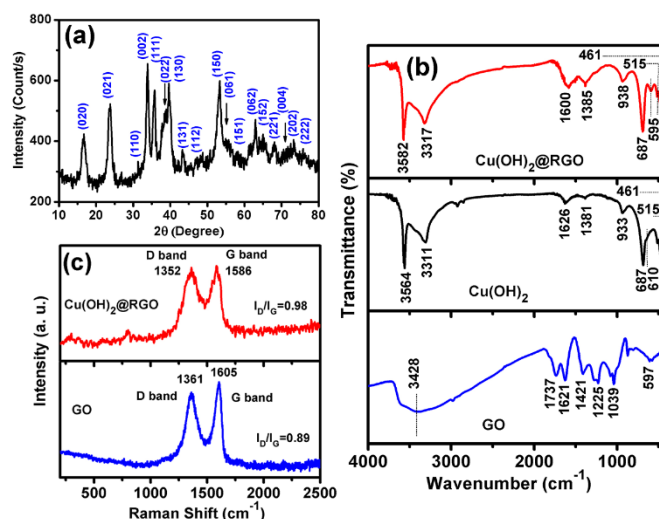 (a)
Intensity (Count/s)
800
600
400
200
(020)
(021)
(110)
(002)
(111)
(022)
(130)
(131)
(112)
(150)
(061)
(151)
(062)
(152)
(221)
(004)
(202)
(222)
10 20 30 40 50 60 70 80
2θ (Degree)
(c)
Intensity (a. u.)
D band
1352
G band
1586
Cu(OH)₂@RGO
I_D/I_G=0.98
1361
1605
D band
G band
GO
I_D/I_G=0.89
500 1000 1500 2000 2500
Raman Shift (cm⁻¹)
(b)
Transmittance (%)
461
515
3582
3317
1600
1385
938
687
595
Cu(OH)₂@RGO
461
515
3564
3311
1626
1381
933
687
610
Cu(OH)₂
3428
1737
1621
1421
1225
1039
597
GO
4000 3000 2000 1000
Wavenumber (cm⁻¹)